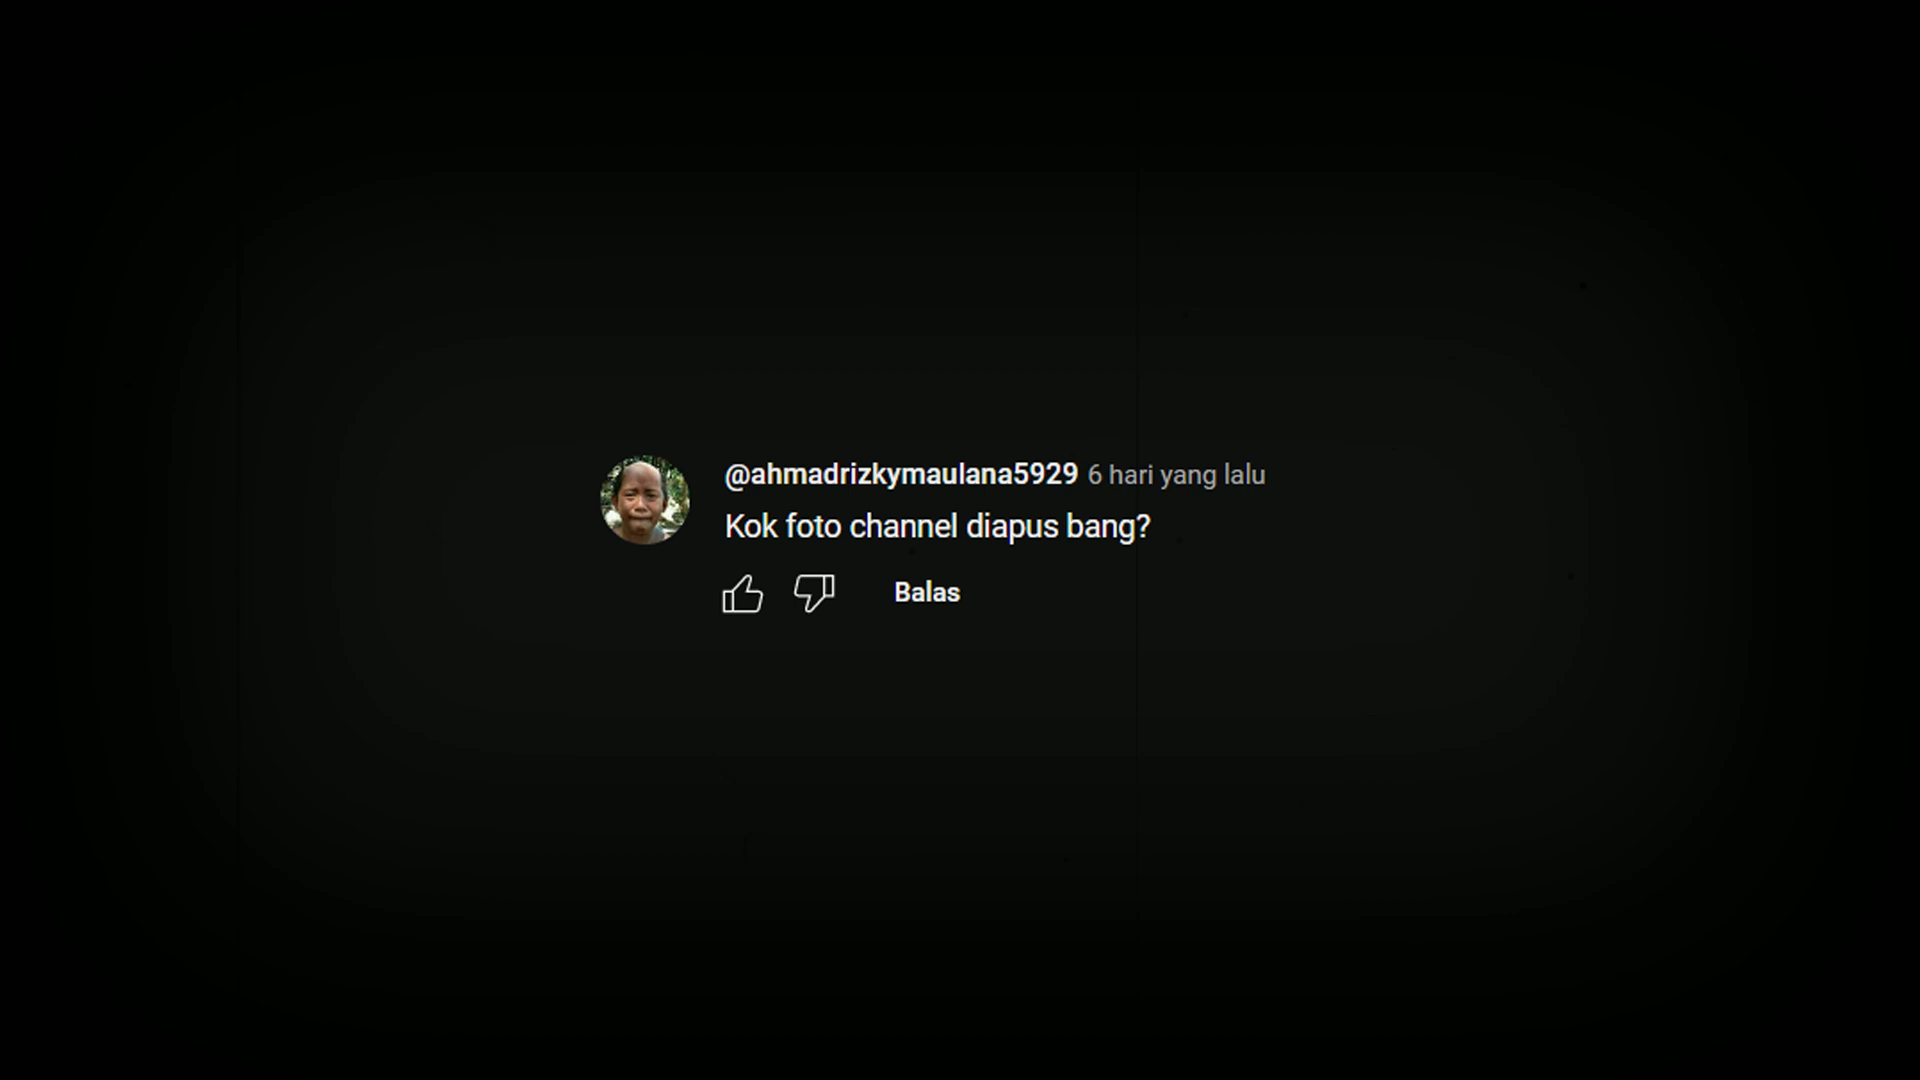 @ahmadrizkymaulana5929 6 hari yang lalu
Kok foto channel diapus bang?
Balas